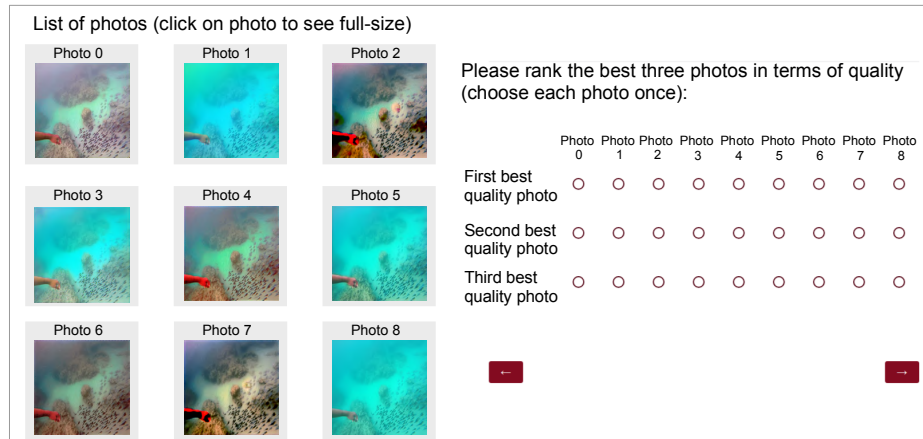 List of photos (click on photo to see full-size)
Photo 0
Photo 1
Photo 2
Photo 3
Photo 4
Photo 5
Photo 6
Photo 7
Photo 8
Please rank the best three photos in terms of quality
(choose each photo once):
Photo Photo Photo Photo Photo Photo Photo Photo Photo
0 1 2 3 4 5 6 7 8
First best
quality photo
Second best
quality photo
Third best
quality photo
← →